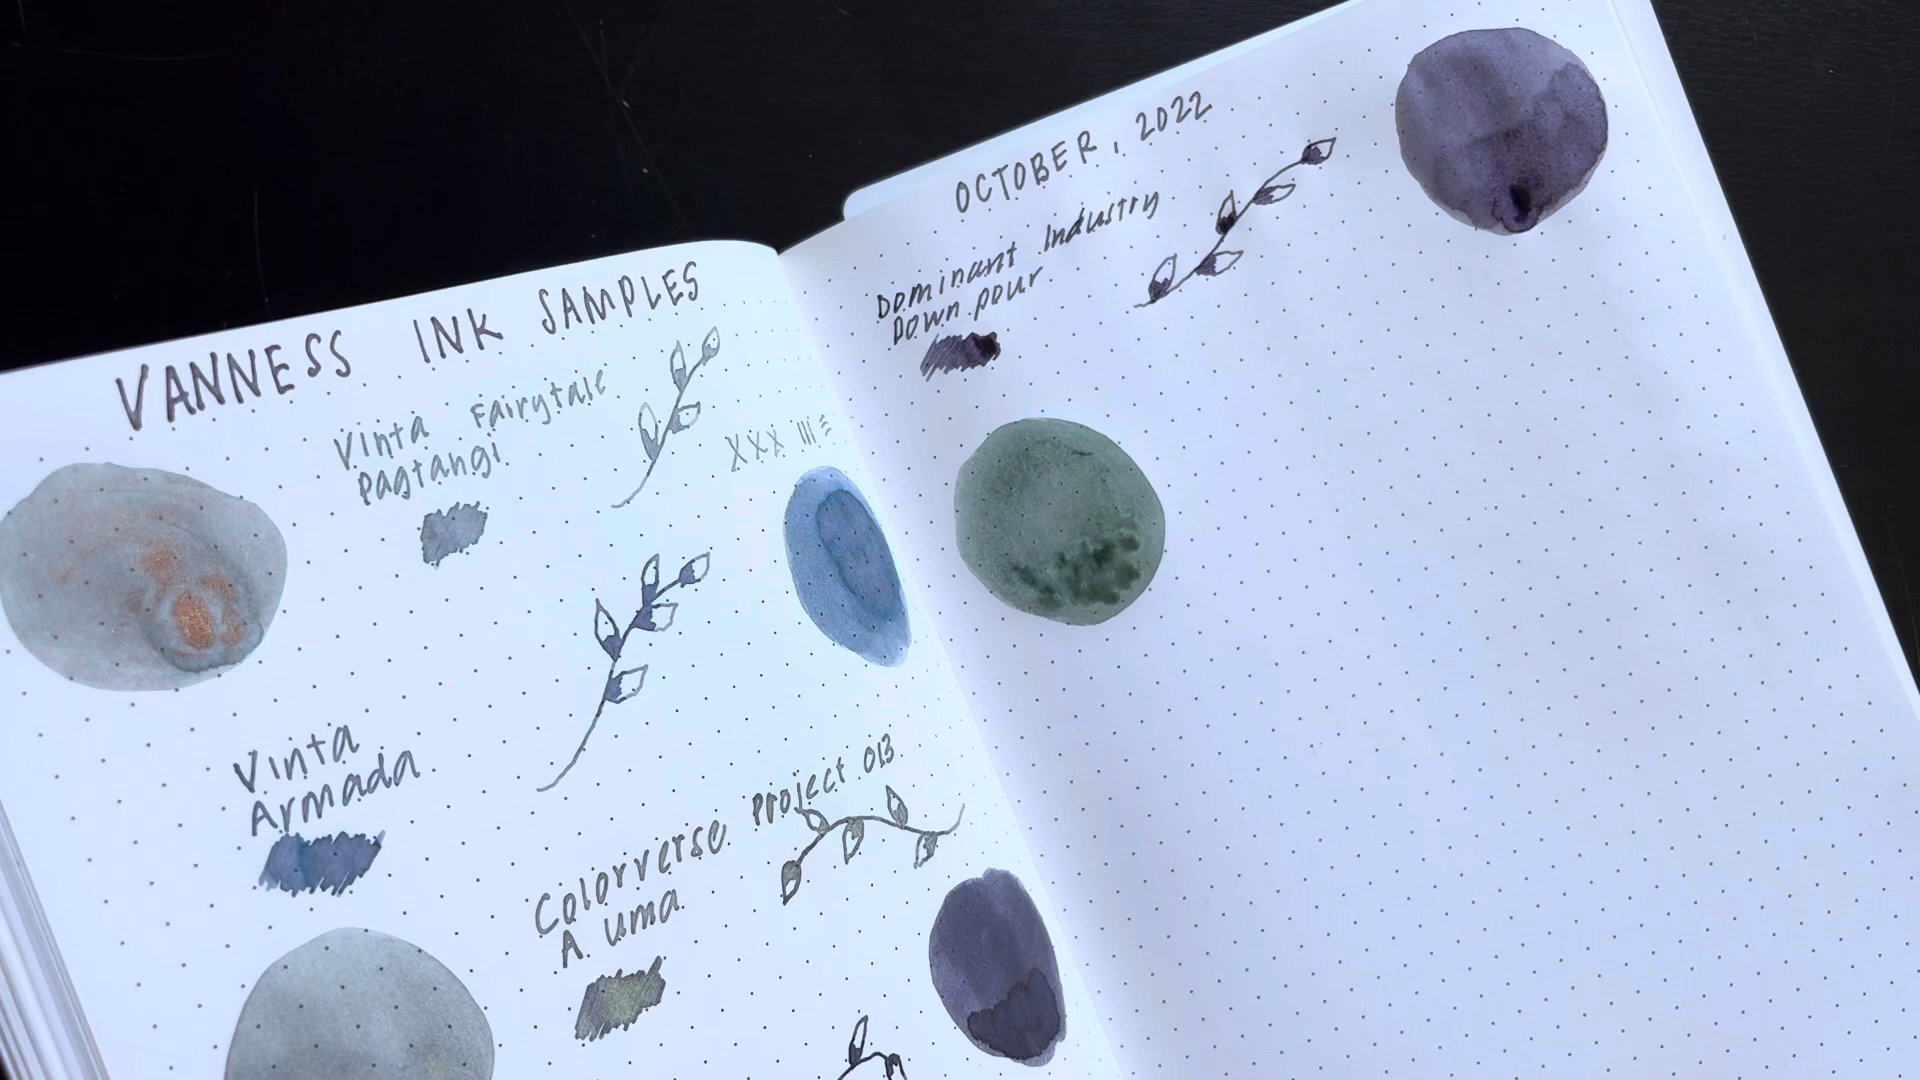 VANNESS INK SAMPLES
Vinta Fairytale
Pagtangi
XXX
Vinta
Armada
Colorverse Project 013
A uma
OCTOBER, 2022
Dominant Industry
Down pour